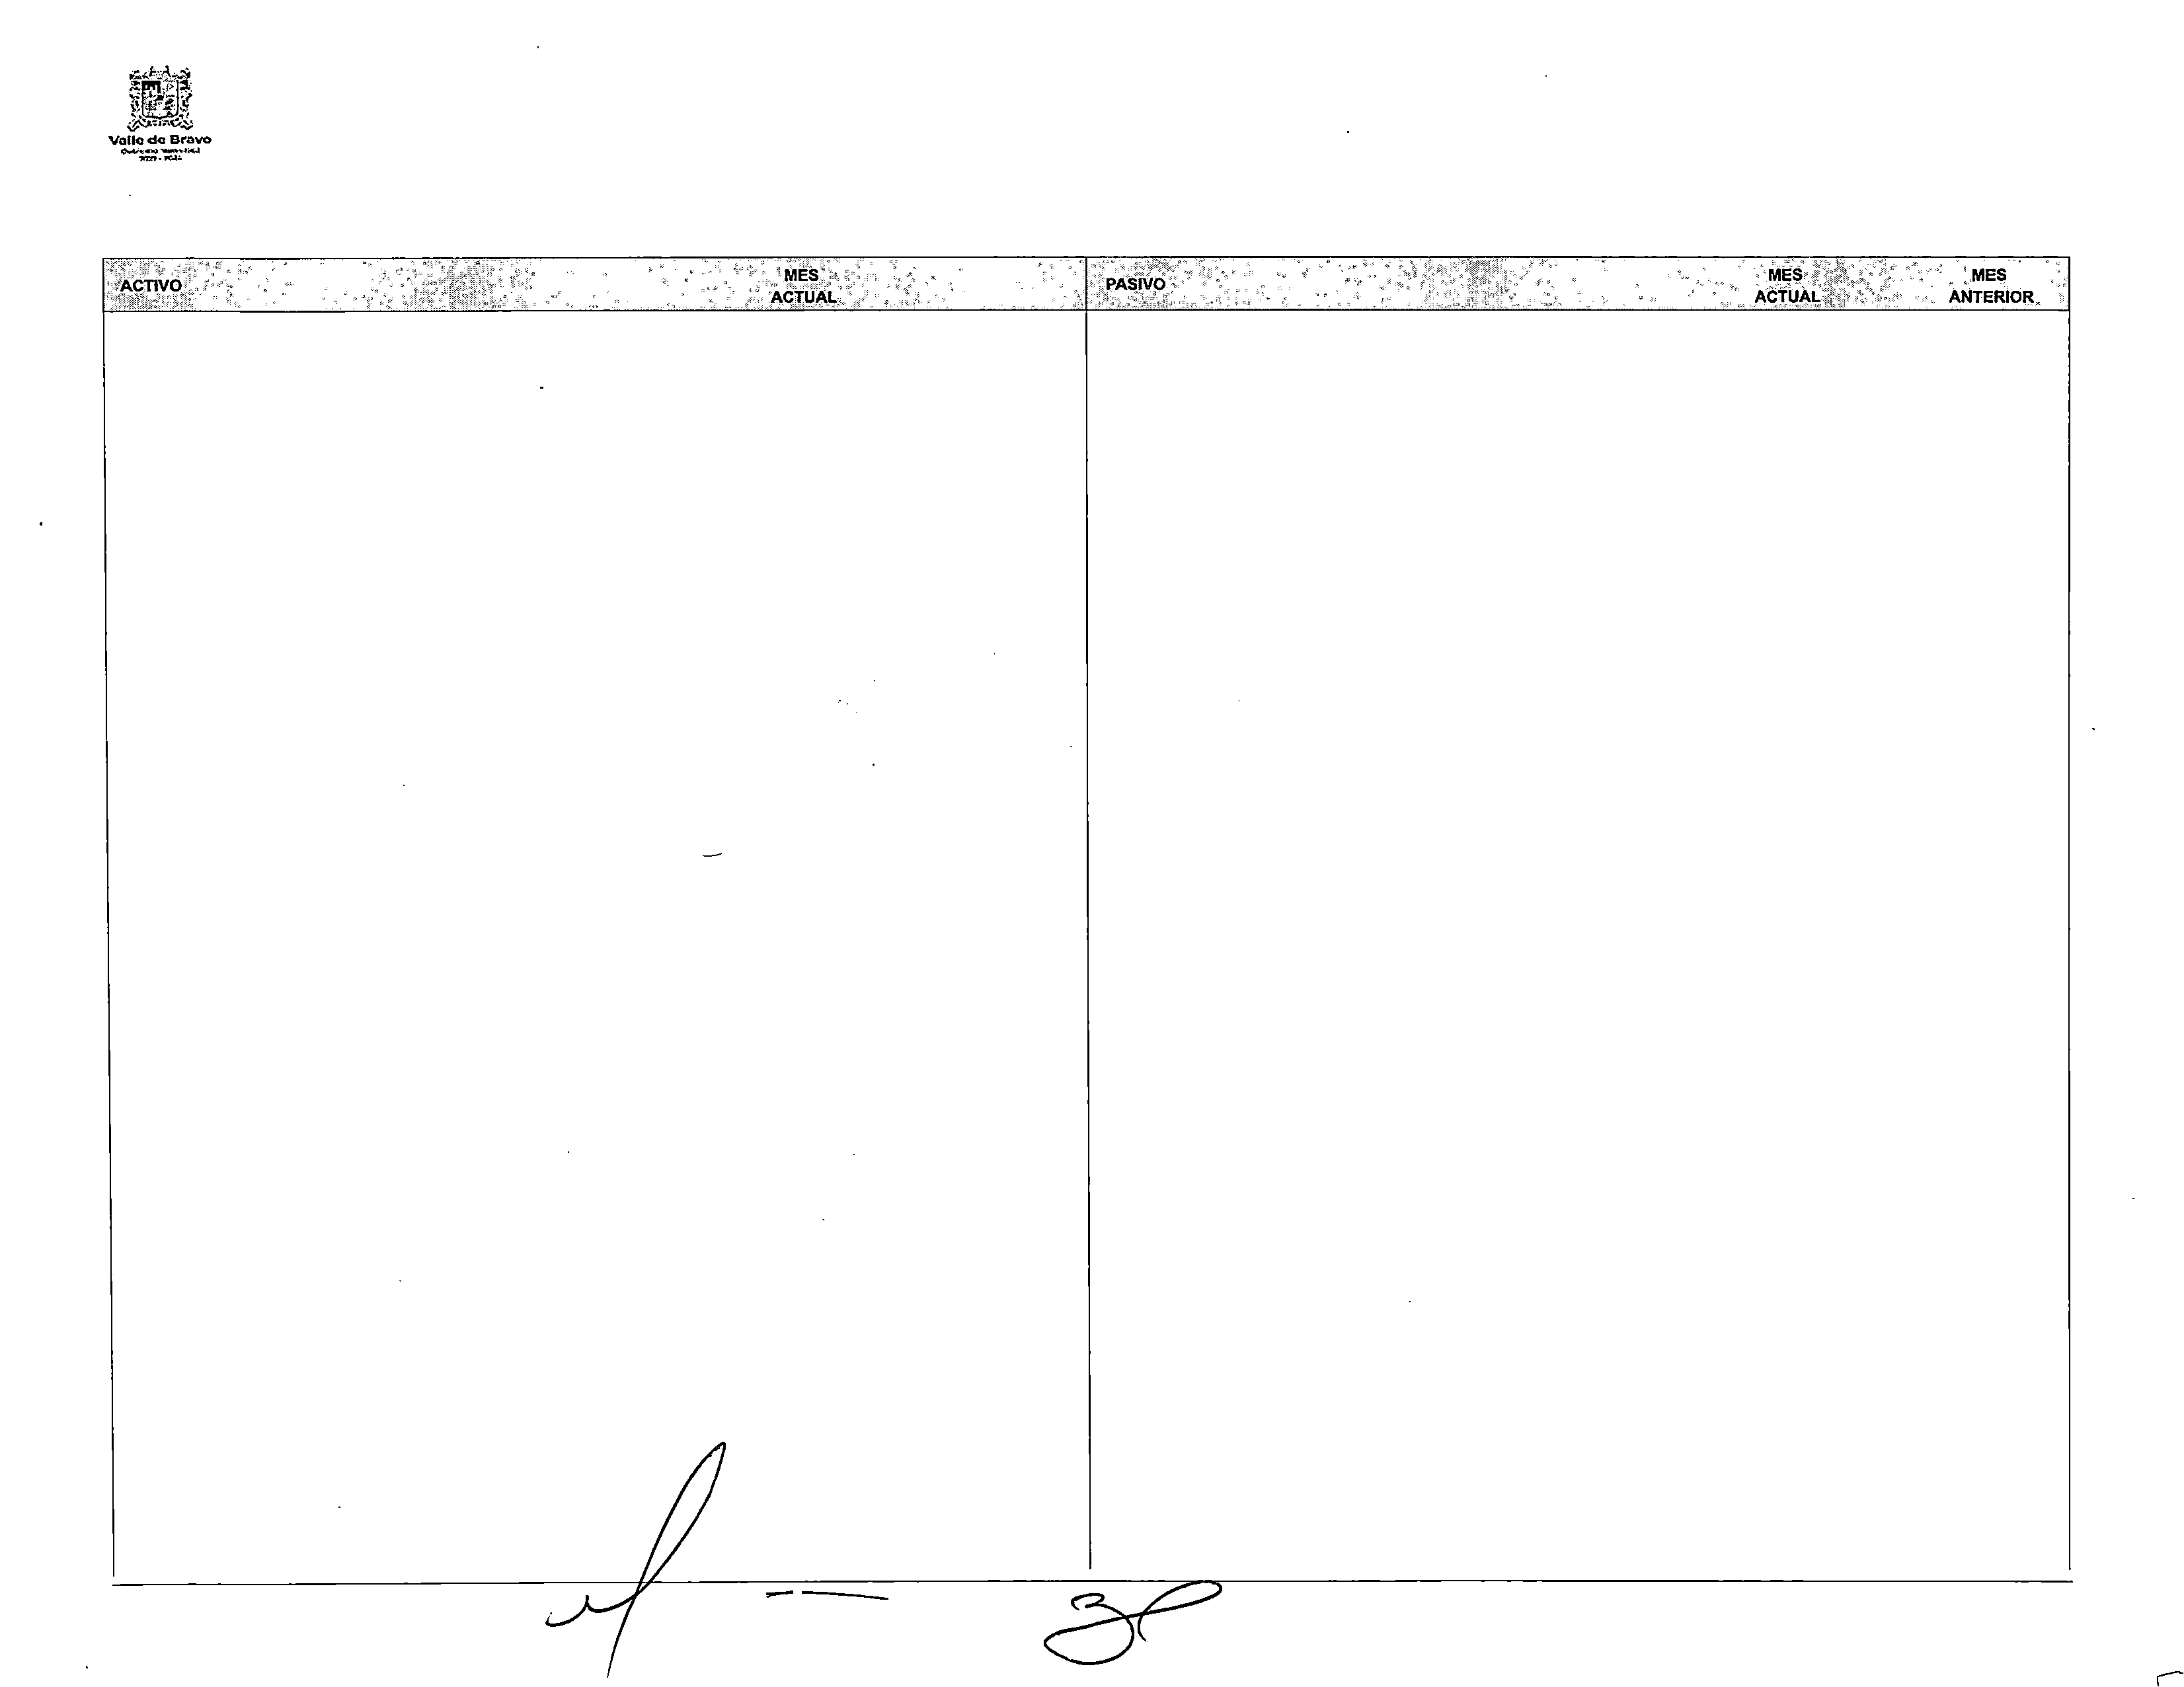 Valle de Bravo
ACTIVO MES ACTUAL PASIVO MES ACTUAL MES ANTERIOR